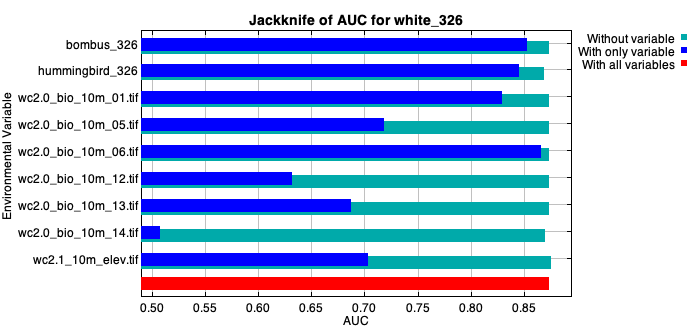 Jackknife of AUC for white_326
Without variable
With only variable
With all variables
Environmental Variable
bombus_326
hummingbird_326
wc2.0_bio_10m_01.tif
wc2.0_bio_10m_05.tif
wc2.0_bio_10m_06.tif
wc2.0_bio_10m_12.tif
wc2.0_bio_10m_13.tif
wc2.0_bio_10m_14.tif
wc2.1_10m_elev.tif
0.50 0.55 0.60 0.65 0.70 0.75 0.80 0.85
AUC